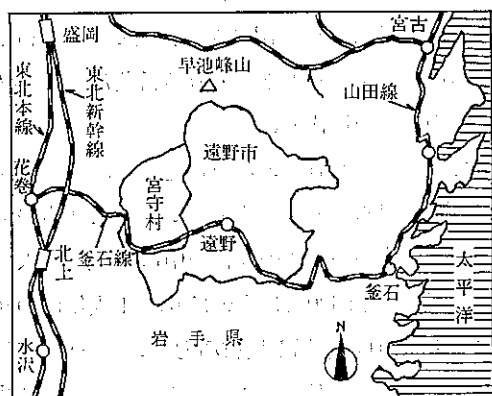 盛岡
宮古
早池峰山
東北本線
東北新幹線
山田線
遠野市
宮守村
花巻
釜石線
遠野
北上
釜石
太平洋
岩手県
水沢
N